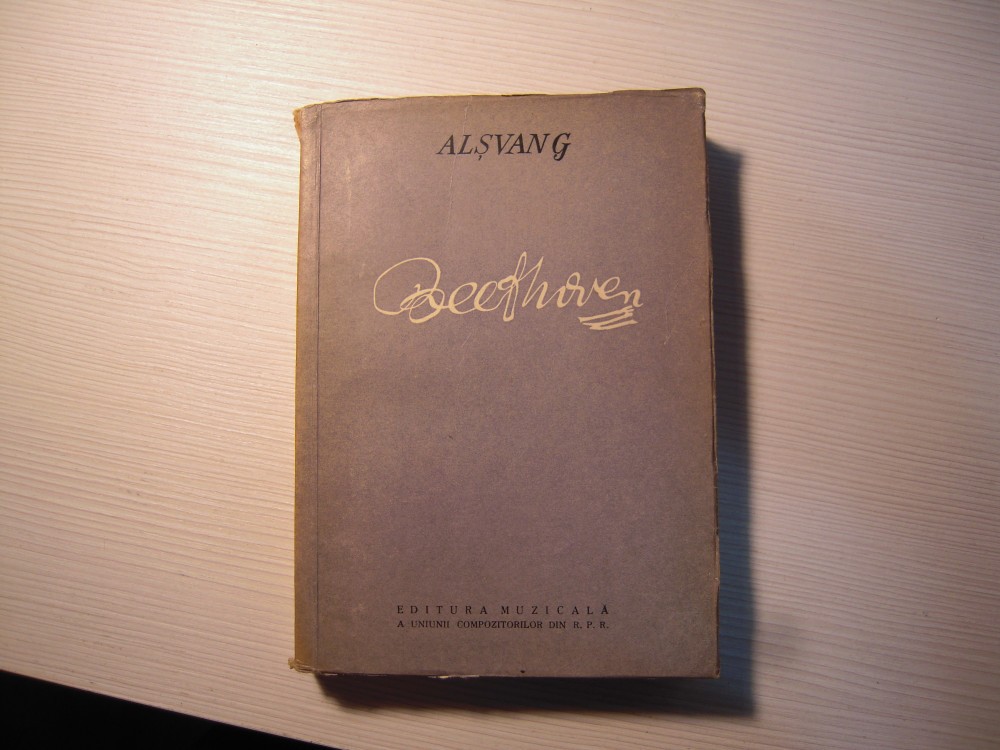 ALȘVANG
Beethoven
EDITURA MUZICALĂ
A UNIUNII COMPOZITORILOR DIN R. P. R.